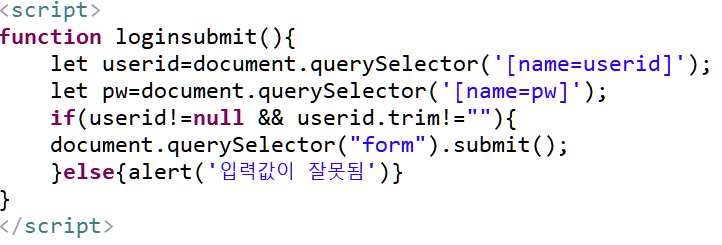 <script>
function loginsubmit(){
    let userid=document.querySelector('[name=userid]');
    let pw=document.querySelector('[name=pw]');
    if(userid!=null && userid.trim!=""){
    document.querySelector("form").submit();
    }else{alert('입력값이 잘못됨')}
}
</script>